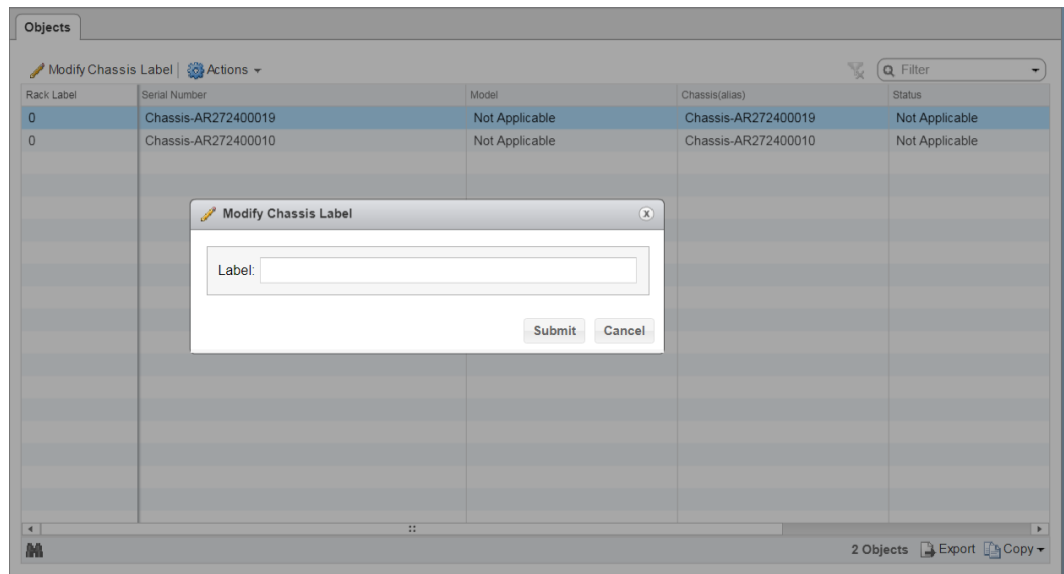 Objects
Modify Chassis Label Actions Filter
Rack Label Serial Number Model Chassis(alias) Status
0 Chassis-AR272400019 Not Applicable Chassis-AR272400019 Not Applicable
0 Chassis-AR272400010 Not Applicable Chassis-AR272400010 Not Applicable
Modify Chassis Label x
Label:
Submit Cancel
2 Objects Export Copy